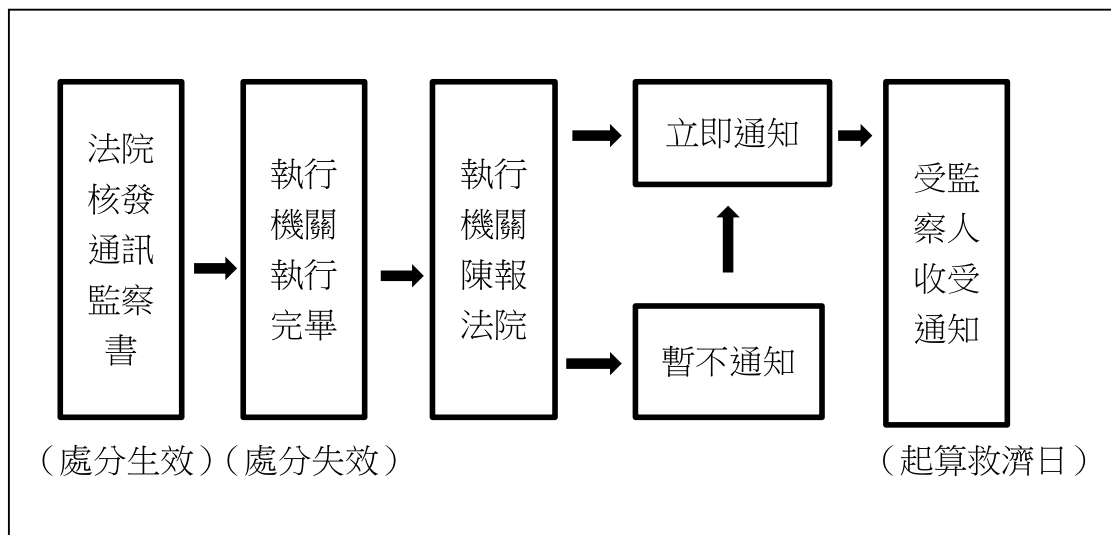 法院
核發
通訊
監察
書
(處分生效)
執行
機關
執行
完畢
(處分失效)
執行
機關
陳報
法院
立即通知
暫不通知
受監
察人
收受
通知
(起算救濟日)